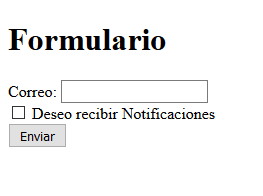 Formulario
Correo:
Deseo recibir Notificaciones
Enviar